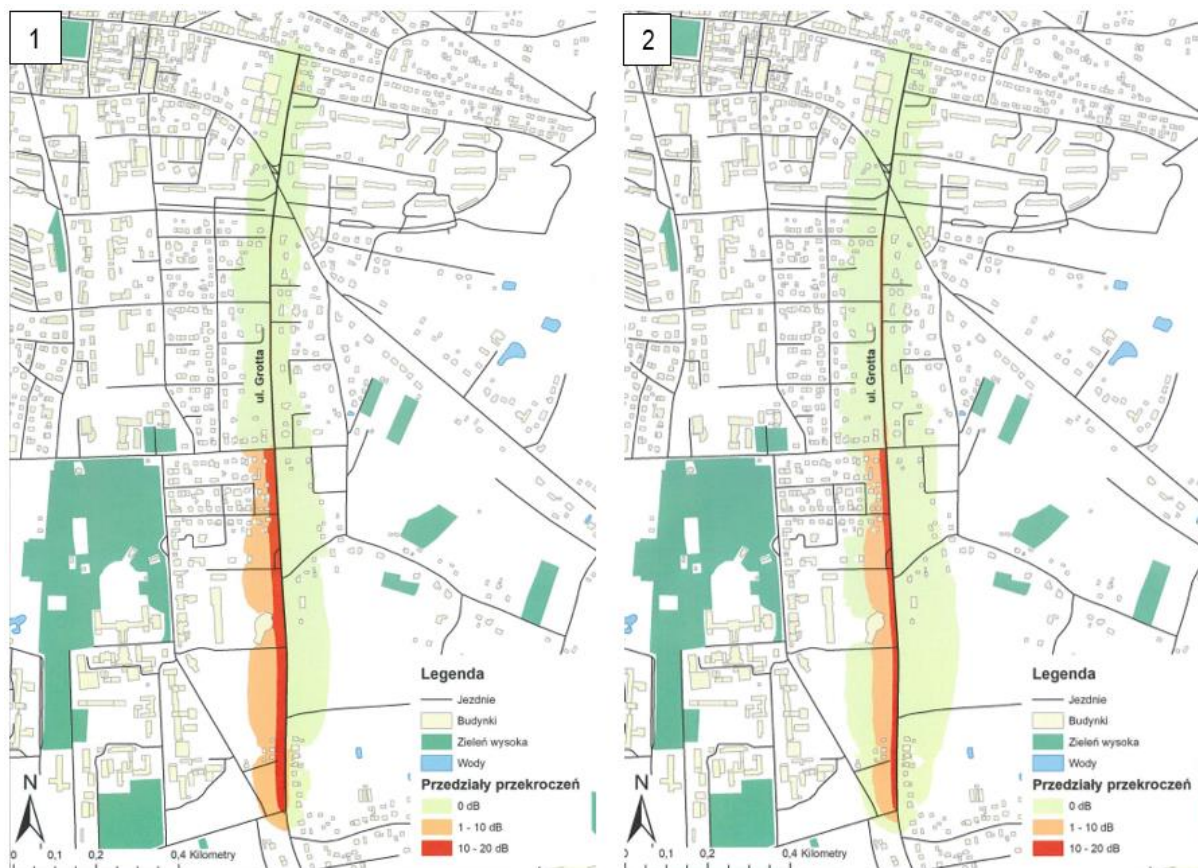 1
ul. Grotta
Legenda
Jezdnie
Budynki
Zieleń wysoka
Wody
Przedziały przekroczeń
0 dB
1 - 10 dB
10 - 20 dB
N
0 0,1 0,2 0,4 Kilometry
2
ul. Grotta
Legenda
Jezdnie
Budynki
Zieleń wysoka
Wody
Przedziały przekroczeń
0 dB
1 - 10 dB
10 - 20 dB
N
0 0,1 0,2 0,4 Kilometry